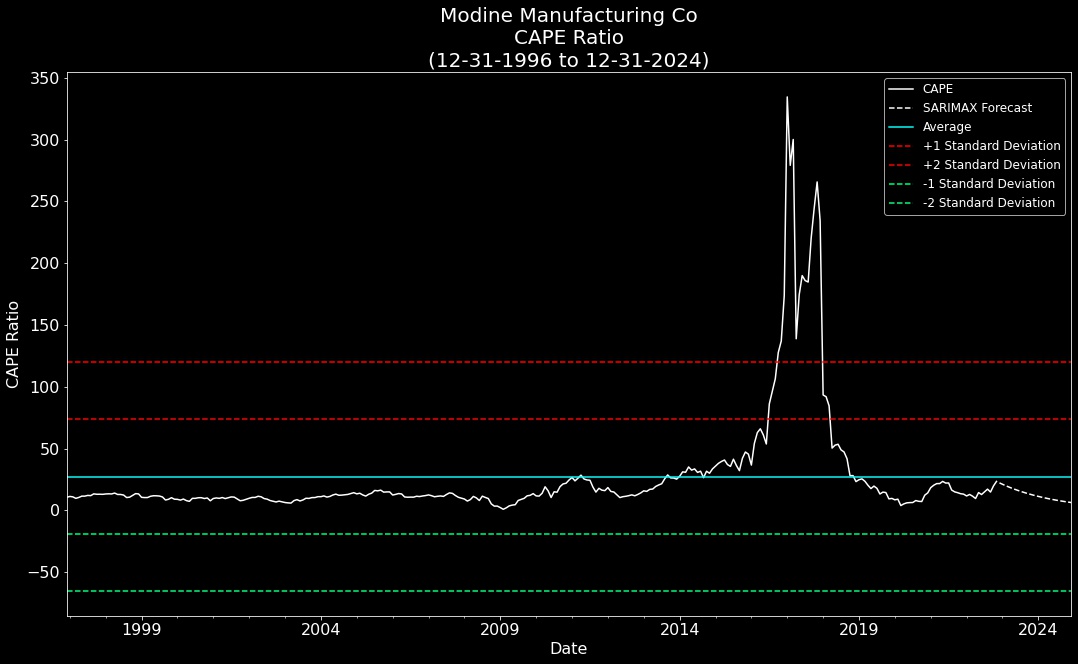 Modine Manufacturing Co
CAPE Ratio
(12-31-1996 to 12-31-2024)
CAPE
SARIMAX Forecast
Average
+1 Standard Deviation
+2 Standard Deviation
-1 Standard Deviation
-2 Standard Deviation
CAPE Ratio
350
300
250
200
150
100
50
0
−50
1999
2004
2009
2014
2019
2024
Date